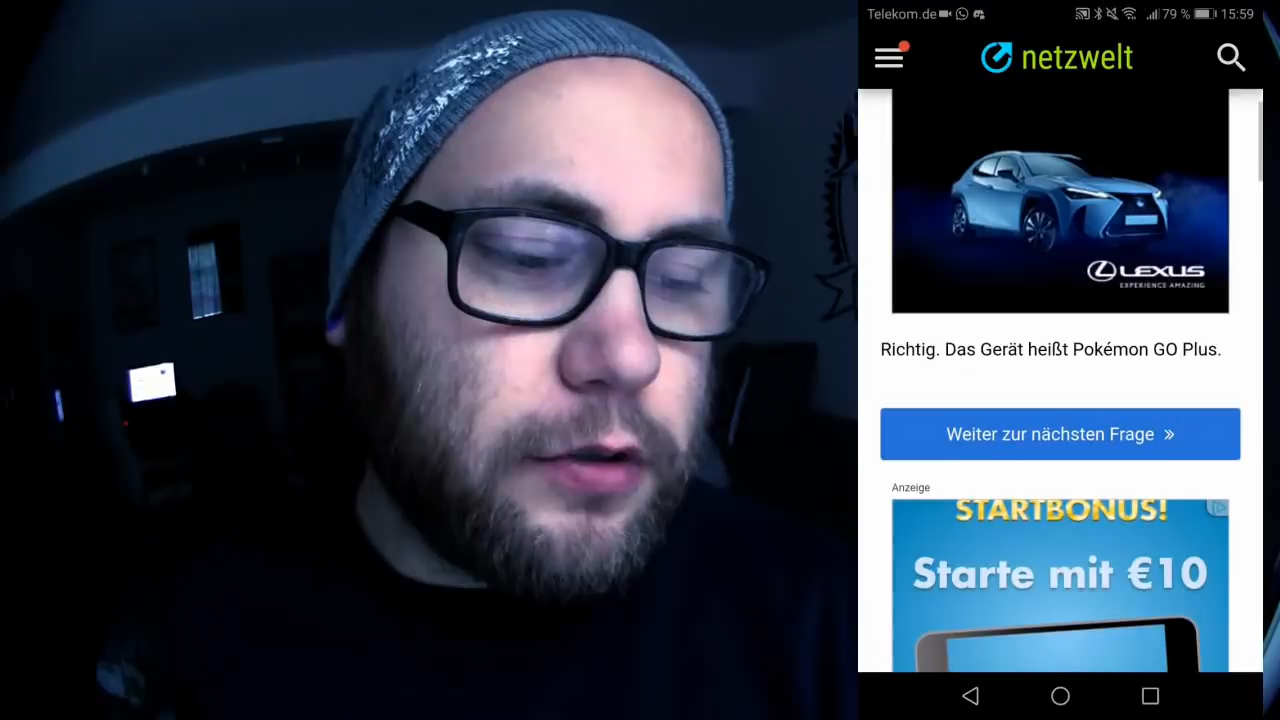 Telekom.de 79 % 15:59
netzwelt
LEXUS
EXPERIENCE AMAZING
Richtig. Das Gerät heißt Pokémon GO Plus.
Weiter zur nächsten Frage »
Anzeige
STARTBONUS!
Starte mit €10